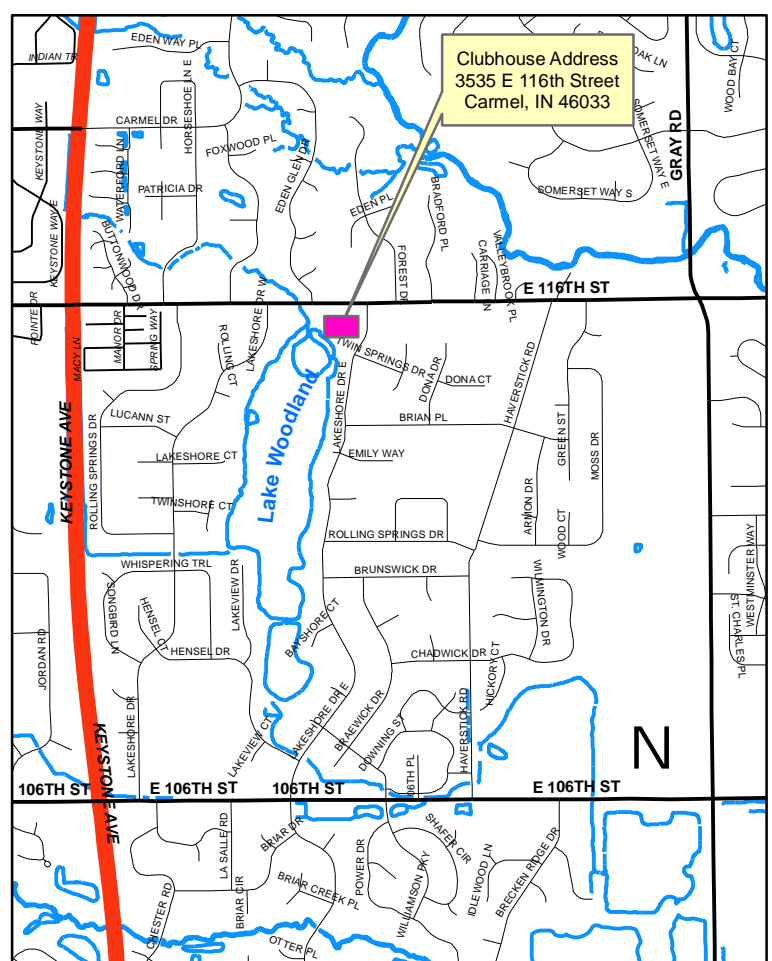 EDEN WAY PL
INDIAN TR
OAK LN
WOOD BAY CT
Clubhouse Address
3535 E 116th Street
Carmel, IN 46033
HORSESHOE LN E
KEYSTONE WAY
CARMEL DR
WATERFORD LN
FOXWOOD PL
EDEN GLEN DR
SOMERSET WAY E
GRAY RD
PATRICIA DR
EDEN PL
BRADFORD PL
SOMERSET WAY S
KEYSTONE WAY E
BUTTONWOOD DR
FOREST DR
CARRIAGE LN
VALLEYBROOK PL
E 116TH ST
POINTE DR
MACY LN
MANOR DR
SPRING WAY
ROLLING CT
LAKESHORE DR W
TWIN SPRINGS DR
DONA DR
DONA CT
HAVERSTICK RD
KEYSTONE AVE
ROLLING SPRINGS DR
LUCANN ST
Lake Woodland
LAKESHORE DR E
BRIAN PL
GREEN ST
MOSS DR
LAKESHORE CT
EMILY WAY
TWINSHORE CT
ARMON DR
WOOD CT
ROLLING SPRINGS DR
WESTMINSTER WAY
WHISPERING TRL
BRUNSWICK DR
WILMINGTON DR
SONGBIRD LN
HENSEL CT
LAKEVIEW DR
BAYSHORE CT
ST. CHARLES PL
JORDAN RD
HENSEL DR
CHADWICK DR
HICKORY CT
LAKESHORE DR
LAKEVIEW CT
LAKESHORE DR E
BRAEWICK DR
DOWNING ST
HAVERSTICK RD
N
KEYSTONE AVE
106TH ST
E 106TH ST
106TH ST
106TH PL
E 106TH ST
LA SALLE RD
BRIAR DR
POWER DR
SHAFER CIR
WILLIAMSON PKY
IDLEWOOD LN
BRECKEN RIDGE DR
CHESTER RD
BRIAR CIR
BRIAR CREEK PL
OTTER PL